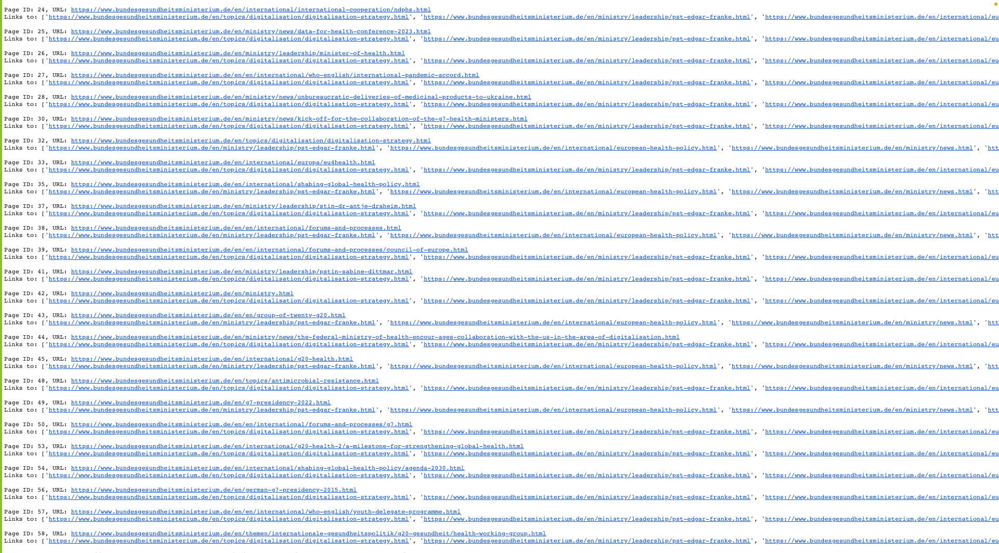 Page ID: 24, URL: https://www.bundesgesundheitsministerium.de/en/international/international-cooperation/ndphs.html
Links to: ['https://www.bundesgesundheitsministerium.de/en/topics/digitalisation/digitalisation-strategy.html', 'https://www.bundesgesundheitsministerium.de/en/ministry/leadership/pst-edgar-franke.html', 'https://www.bundesgesundheitsministerium.de/en/international/eu
Page ID: 25, URL: https://www.bundesgesundheitsministerium.de/en/ministry/news/data-for-health-conference-2023.html
Links to: ['https://www.bundesgesundheitsministerium.de/en/topics/digitalisation/digitalisation-strategy.html', 'https://www.bundesgesundheitsministerium.de/en/ministry/leadership/pst-edgar-franke.html', 'https://www.bundesgesundheitsministerium.de/en/international/eu
Page ID: 26, URL: https://www.bundesgesundheitsministerium.de/en/ministry/leadership/minister-of-health.html
Links to: ['https://www.bundesgesundheitsministerium.de/en/topics/digitalisation/digitalisation-strategy.html', 'https://www.bundesgesundheitsministerium.de/en/ministry/leadership/pst-edgar-franke.html', 'https://www.bundesgesundheitsministerium.de/en/international/eu
Page ID: 27, URL: https://www.bundesgesundheitsministerium.de/en/en/international/who-english/international-pandemic-accord.html
Links to: ['https://www.bundesgesundheitsministerium.de/en/topics/digitalisation/digitalisation-strategy.html', 'https://www.bundesgesundheitsministerium.de/en/ministry/leadership/pst-edgar-franke.html', 'https://www.bundesgesundheitsministerium.de/en/international/eu
Page ID: 28, URL: https://www.bundesgesundheitsministerium.de/en/ministry/news/unbureaucratic-deliveries-of-medicinal-products-to-ukraine.html
Links to: ['https://www.bundesgesundheitsministerium.de/en/topics/digitalisation/digitalisation-strategy.html', 'https://www.bundesgesundheitsministerium.de/en/ministry/leadership/pst-edgar-franke.html', 'https://www.bundesgesundheitsministerium.de/en/international/eu
Page ID: 30, URL: https://www.bundesgesundheitsministerium.de/en/ministry/news/kick-off-for-the-collaboration-of-the-g7-health-ministers.html
Links to: ['https://www.bundesgesundheitsministerium.de/en/topics/digitalisation/digitalisation-strategy.html', 'https://www.bundesgesundheitsministerium.de/en/ministry/leadership/pst-edgar-franke.html', 'https://www.bundesgesundheitsministerium.de/en/international/eu
Page ID: 32, URL: https://www.bundesgesundheitsministerium.de/en/topics/digitalisation/digitalisation-strategy.html
Links to: ['https://www.bundesgesundheitsministerium.de/en/ministry/leadership/pst-edgar-franke.html', 'https://www.bundesgesundheitsministerium.de/en/international/european-health-policy.html', 'https://www.bundesgesundheitsministerium.de/en/ministry/news.html', 'htt
Page ID: 33, URL: https://www.bundesgesundheitsministerium.de/en/international/europa/eu4health.html
Links to: ['https://www.bundesgesundheitsministerium.de/en/topics/digitalisation/digitalisation-strategy.html', 'https://www.bundesgesundheitsministerium.de/en/ministry/leadership/pst-edgar-franke.html', 'https://www.bundesgesundheitsministerium.de/en/international/eu
Page ID: 35, URL: https://www.bundesgesundheitsministerium.de/en/international/shabing-global-health-policy.html
Links to: ['https://www.bundesgesundheitsministerium.de/en/ministry/leadership/pst-edgar-franke.html', 'https://www.bundesgesundheitsministerium.de/en/international/european-health-policy.html', 'https://www.bundesgesundheitsministerium.de/en/ministry/news.html', 'htt
Page ID: 37, URL: https://www.bundesgesundheitsministerium.de/en/ministry/leadership/stin-dr-antje-draheim.html
Links to: ['https://www.bundesgesundheitsministerium.de/en/topics/digitalisation/digitalisation-strategy.html', 'https://www.bundesgesundheitsministerium.de/en/ministry/leadership/pst-edgar-franke.html', 'https://www.bundesgesundheitsministerium.de/en/international/eu
Page ID: 38, URL: https://www.bundesgesundheitsministerium.de/en/en/international/forums-and-processes.html
Links to: ['https://www.bundesgesundheitsministerium.de/en/ministry/leadership/pst-edgar-franke.html', 'https://www.bundesgesundheitsministerium.de/en/international/european-health-policy.html', 'https://www.bundesgesundheitsministerium.de/en/ministry/news.html', 'htt
Page ID: 39, URL: https://www.bundesgesundheitsministerium.de/en/en/international/forums-and-processes/council-of-europe.html
Links to: ['https://www.bundesgesundheitsministerium.de/en/topics/digitalisation/digitalisation-strategy.html', 'https://www.bundesgesundheitsministerium.de/en/ministry/leadership/pst-edgar-franke.html', 'https://www.bundesgesundheitsministerium.de/en/international/eu
Page ID: 41, URL: https://www.bundesgesundheitsministerium.de/en/ministry/leadership/pstin-sabine-dittmar.html
Links to: ['https://www.bundesgesundheitsministerium.de/en/topics/digitalisation/digitalisation-strategy.html', 'https://www.bundesgesundheitsministerium.de/en/ministry/leadership/pst-edgar-franke.html', 'https://www.bundesgesundheitsministerium.de/en/international/eu
Page ID: 42, URL: https://www.bundesgesundheitsministerium.de/en/ministry.html
Links to: ['https://www.bundesgesundheitsministerium.de/en/topics/digitalisation/digitalisation-strategy.html', 'https://www.bundesgesundheitsministerium.de/en/ministry/leadership/pst-edgar-franke.html', 'https://www.bundesgesundheitsministerium.de/en/international/eu
Page ID: 43, URL: https://www.bundesgesundheitsministerium.de/en/en/group-of-twenty-g20.html
Links to: ['https://www.bundesgesundheitsministerium.de/en/ministry/leadership/pst-edgar-franke.html', 'https://www.bundesgesundheitsministerium.de/en/international/european-health-policy.html', 'https://www.bundesgesundheitsministerium.de/en/ministry/news.html', 'htt
Page ID: 44, URL: https://www.bundesgesundheitsministerium.de/en/ministry/news/the-federal-ministry-of-health-encour-ages-collaboration-with-the-us-in-the-area-of-digitalisation.html
Links to: ['https://www.bundesgesundheitsministerium.de/en/topics/digitalisation/digitalisation-strategy.html', 'https://www.bundesgesundheitsministerium.de/en/ministry/leadership/pst-edgar-franke.html', 'https://www.bundesgesundheitsministerium.de/en/international/eu
Page ID: 45, URL: https://www.bundesgesundheitsministerium.de/en/international/g20-health.html
Links to: ['https://www.bundesgesundheitsministerium.de/en/ministry/leadership/pst-edgar-franke.html', 'https://www.bundesgesundheitsministerium.de/en/international/european-health-policy.html', 'https://www.bundesgesundheitsministerium.de/en/ministry/news.html', 'htt
Page ID: 48, URL: https://www.bundesgesundheitsministerium.de/en/topics/antimicrobial-resistance.html
Links to: ['https://www.bundesgesundheitsministerium.de/en/topics/digitalisation/digitalisation-strategy.html', 'https://www.bundesgesundheitsministerium.de/en/ministry/leadership/pst-edgar-franke.html', 'https://www.bundesgesundheitsministerium.de/en/international/eu
Page ID: 49, URL: https://www.bundesgesundheitsministerium.de/en/g7-presidency-2022.html
Links to: ['https://www.bundesgesundheitsministerium.de/en/ministry/leadership/pst-edgar-franke.html', 'https://www.bundesgesundheitsministerium.de/en/international/european-health-policy.html', 'https://www.bundesgesundheitsministerium.de/en/ministry/news.html', 'htt
Page ID: 50, URL: https://www.bundesgesundheitsministerium.de/en/en/international/forums-and-processes/g7.html
Links to: ['https://www.bundesgesundheitsministerium.de/en/topics/digitalisation/digitalisation-strategy.html', 'https://www.bundesgesundheitsministerium.de/en/ministry/leadership/pst-edgar-franke.html', 'https://www.bundesgesundheitsministerium.de/en/international/eu
Page ID: 53, URL: https://www.bundesgesundheitsministerium.de/en/international/g20-health-2/a-milestone-for-strengthening-global-health.html
Links to: ['https://www.bundesgesundheitsministerium.de/en/topics/digitalisation/digitalisation-strategy.html', 'https://www.bundesgesundheitsministerium.de/en/ministry/leadership/pst-edgar-franke.html', 'https://www.bundesgesundheitsministerium.de/en/international/eu
Page ID: 54, URL: https://www.bundesgesundheitsministerium.de/en/international/shabing-global-health-policy/agenda-2030.html
Links to: ['https://www.bundesgesundheitsministerium.de/en/topics/digitalisation/digitalisation-strategy.html', 'https://www.bundesgesundheitsministerium.de/en/ministry/leadership/pst-edgar-franke.html', 'https://www.bundesgesundheitsministerium.de/en/international/eu
Page ID: 56, URL: https://www.bundesgesundheitsministerium.de/en/german-g7-presidency-2015.html
Links to: ['https://www.bundesgesundheitsministerium.de/en/topics/digitalisation/digitalisation-strategy.html', 'https://www.bundesgesundheitsministerium.de/en/ministry/leadership/pst-edgar-franke.html', 'https://www.bundesgesundheitsministerium.de/en/international/eu
Page ID: 57, URL: https://www.bundesgesundheitsministerium.de/en/en/international/who-english/youth-delegate-programme.html
Links to: ['https://www.bundesgesundheitsministerium.de/en/topics/digitalisation/digitalisation-strategy.html', 'https://www.bundesgesundheitsministerium.de/en/ministry/leadership/pst-edgar-franke.html', 'https://www.bundesgesundheitsministerium.de/en/international/eu
Page ID: 58, URL: https://www.bundesgesundheitsministerium.de/en/themen/internationale-gesundheitspolitik/g20-gesundheit/health-working-group.html
Links to: ['https://www.bundesgesundheitsministerium.de/en/topics/digitalisation/digitalisation-strategy.html', 'https://www.bundesgesundheitsministerium.de/en/ministry/leadership/pst-edgar-franke.html', 'https://www.bundesgesundheitsministerium.de/en/international/eu